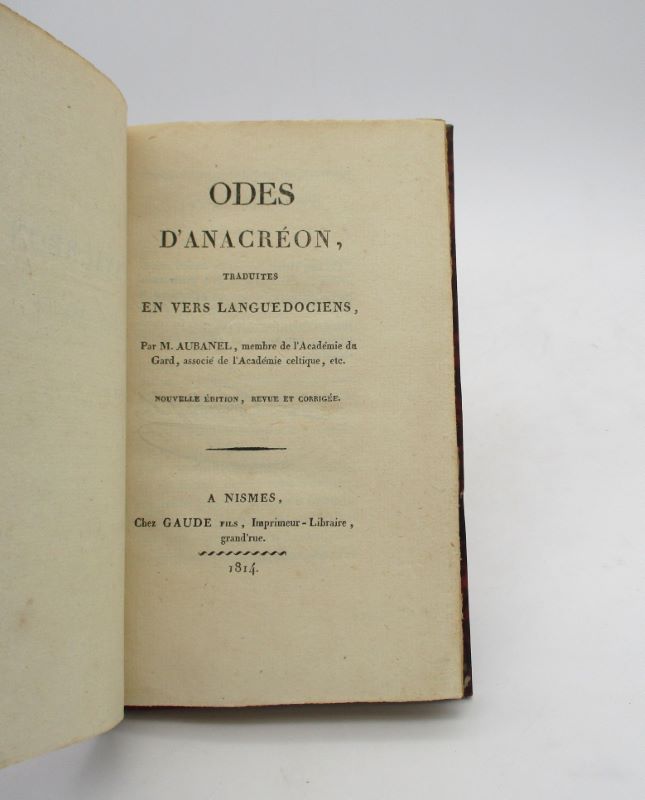 ODES
D'ANACRÉON,
TRADUITES
EN VERS LANGUEDOCIENS,
Par M. AUBANEL, membre de l'Académie du
Gard, associé de l'Académie celtique, etc.
NOUVELLE ÉDITION, REVUE ET CORRIGÉE.
A NISMES,
Chez GAUDE FILS, Imprimeur-Libraire,
grand'rue.
1814.